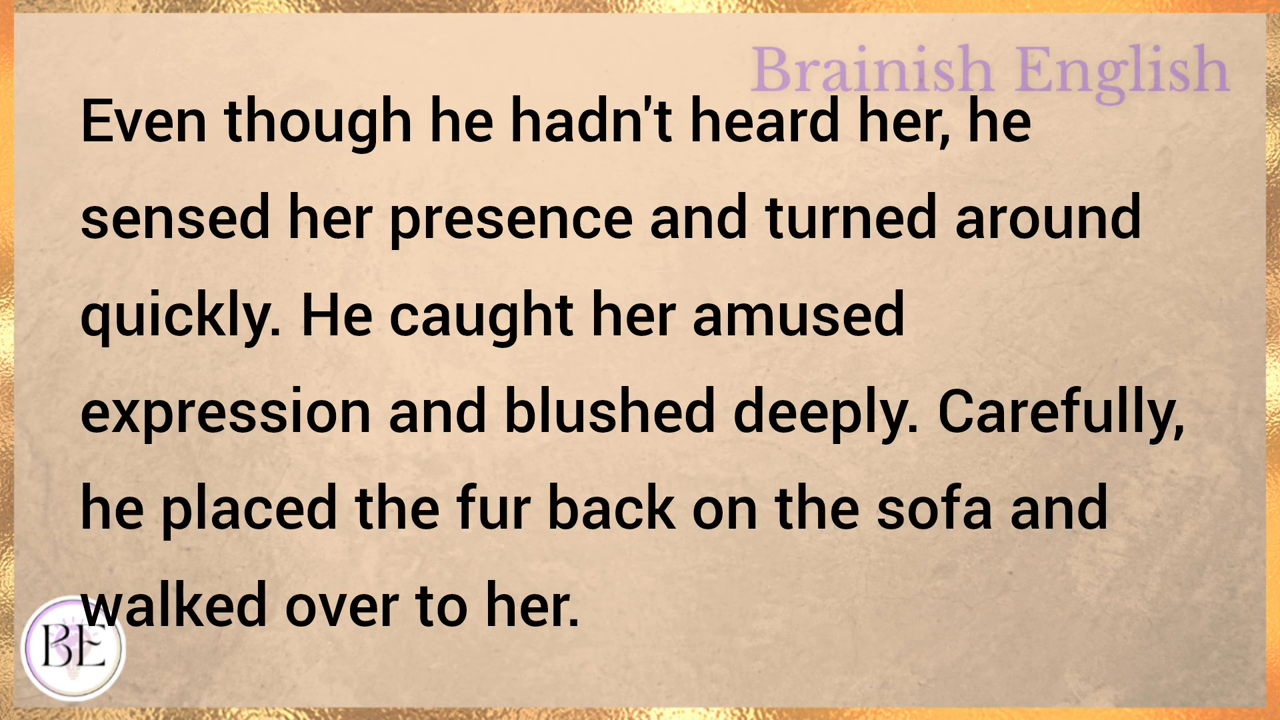 Brainish English
Even though he hadn't heard her, he
sensed her presence and turned around
quickly. He caught her amused
expression and blushed deeply. Carefully,
he placed the fur back on the sofa and
walked over to her.
BE